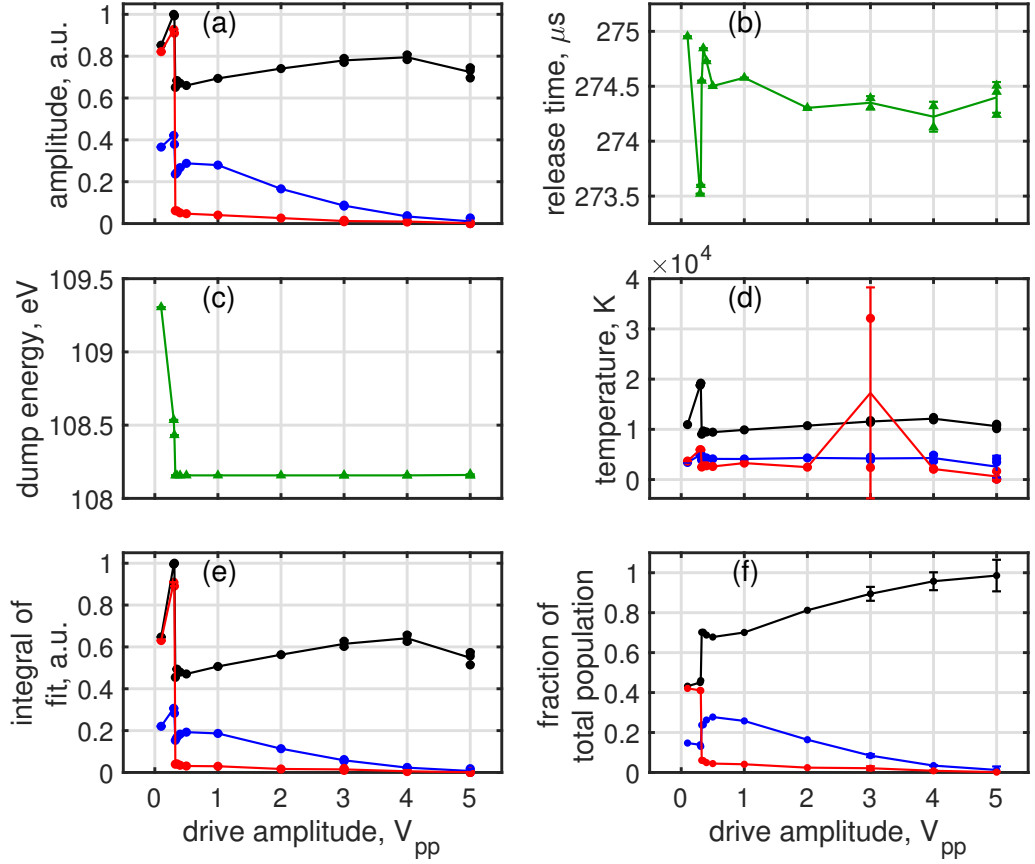 (a)
1
0.8
0.6
0.4
0.2
0
amplitude, a.u.
(b)
275
274.5
274
273.5
release time, μs
(c)
109.5
109
108.5
108
dump energy, eV
(d)
×10⁴
4
3
2
1
0
temperature, K
(e)
1
0.8
0.6
0.4
0.2
0
integral of
fit, a.u.
0 1 2 3 4 5
drive amplitude, Vpp
(f)
1
0.8
0.6
0.4
0.2
0
fraction of
total population
0 1 2 3 4 5
drive amplitude, Vpp